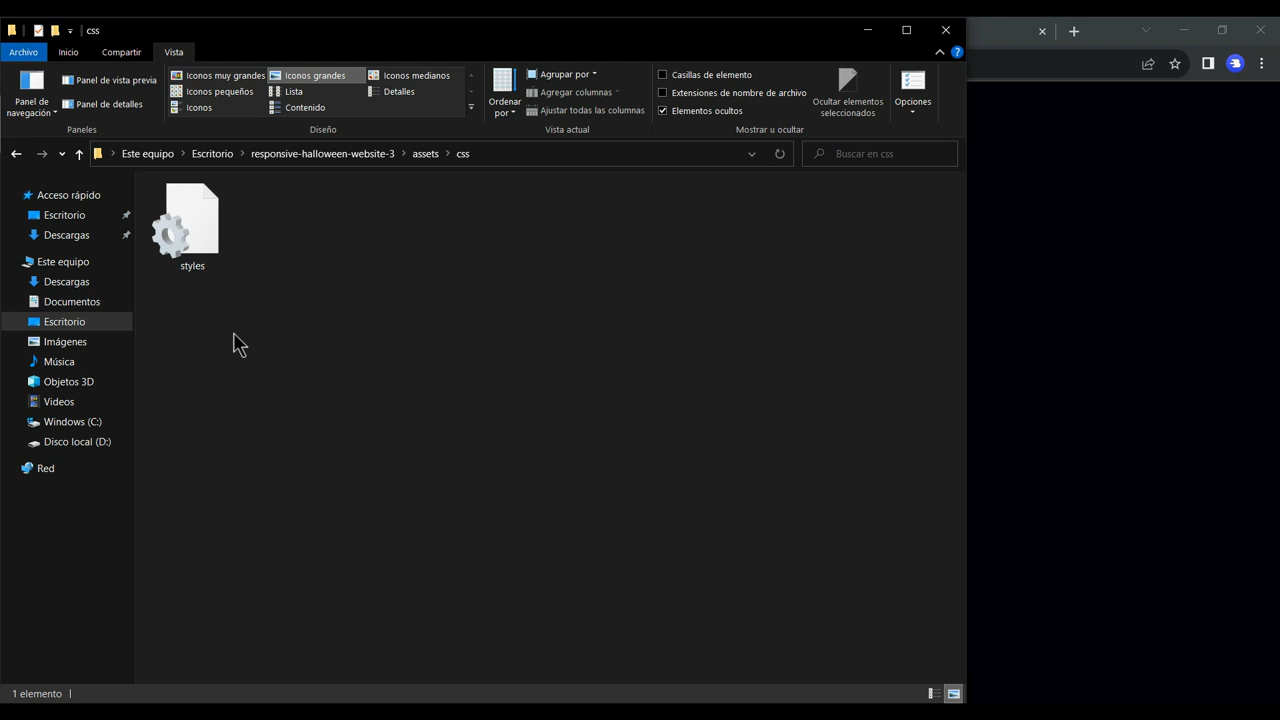 css
Archivo Inicio Compartir Vista
Panel de navegación
Panel de vista previa
Panel de detalles
Paneles
Iconos muy grandes Iconos grandes Iconos medianos
Iconos pequeños Lista Detalles
Iconos Contenido
Diseño
Ordenar por
Agrupar por
Agregar columnas
Ajustar todas las columnas
Vista actual
Casillas de elemento
Extensiones de nombre de archivo
Elementos ocultos
Ocultar elementos seleccionados
Mostrar u ocultar
Opciones
Este equipo Escritorio responsive-halloween-website-3 assets css
Buscar en css
Acceso rápido
Escritorio
Descargas
Este equipo
Descargas
Documentos
Escritorio
Imágenes
Música
Objetos 3D
Videos
Windows (C:)
Disco local (D:)
Red
styles
1 elemento